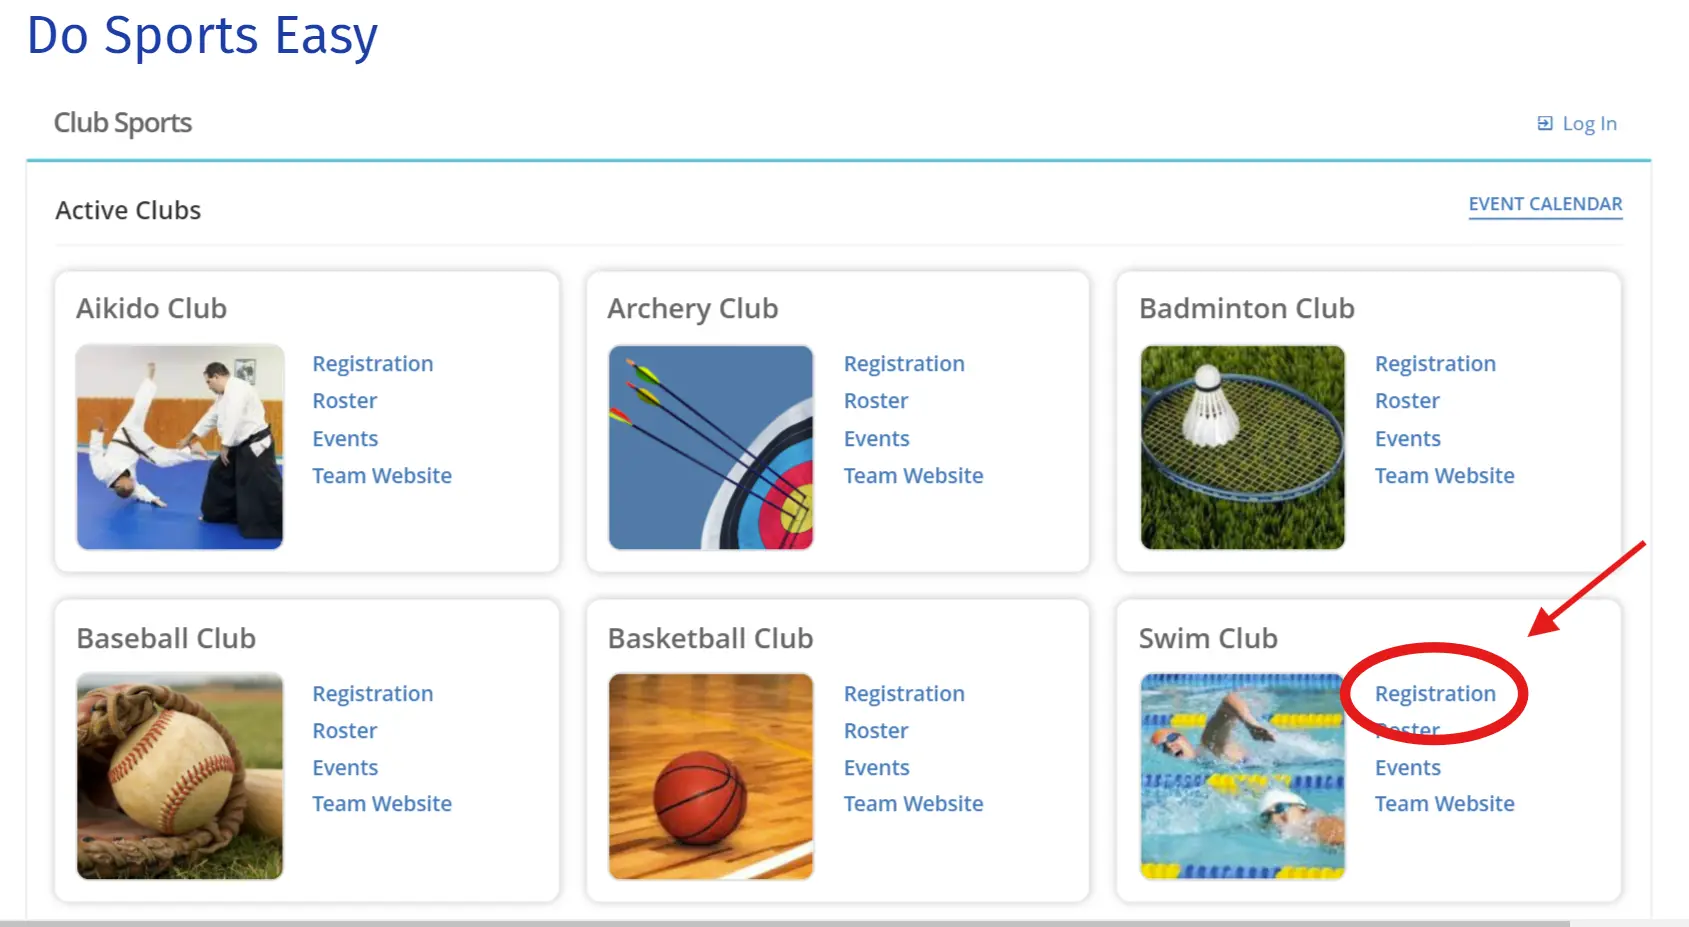 Do Sports Easy
Club Sports
Log In
Active Clubs
EVENT CALENDAR
Aikido Club
Registration
Roster
Events
Team Website
Archery Club
Registration
Roster
Events
Team Website
Badminton Club
Registration
Roster
Events
Team Website
Baseball Club
Registration
Roster
Events
Team Website
Basketball Club
Registration
Roster
Events
Team Website
Swim Club
Registration
Roster
Events
Team Website